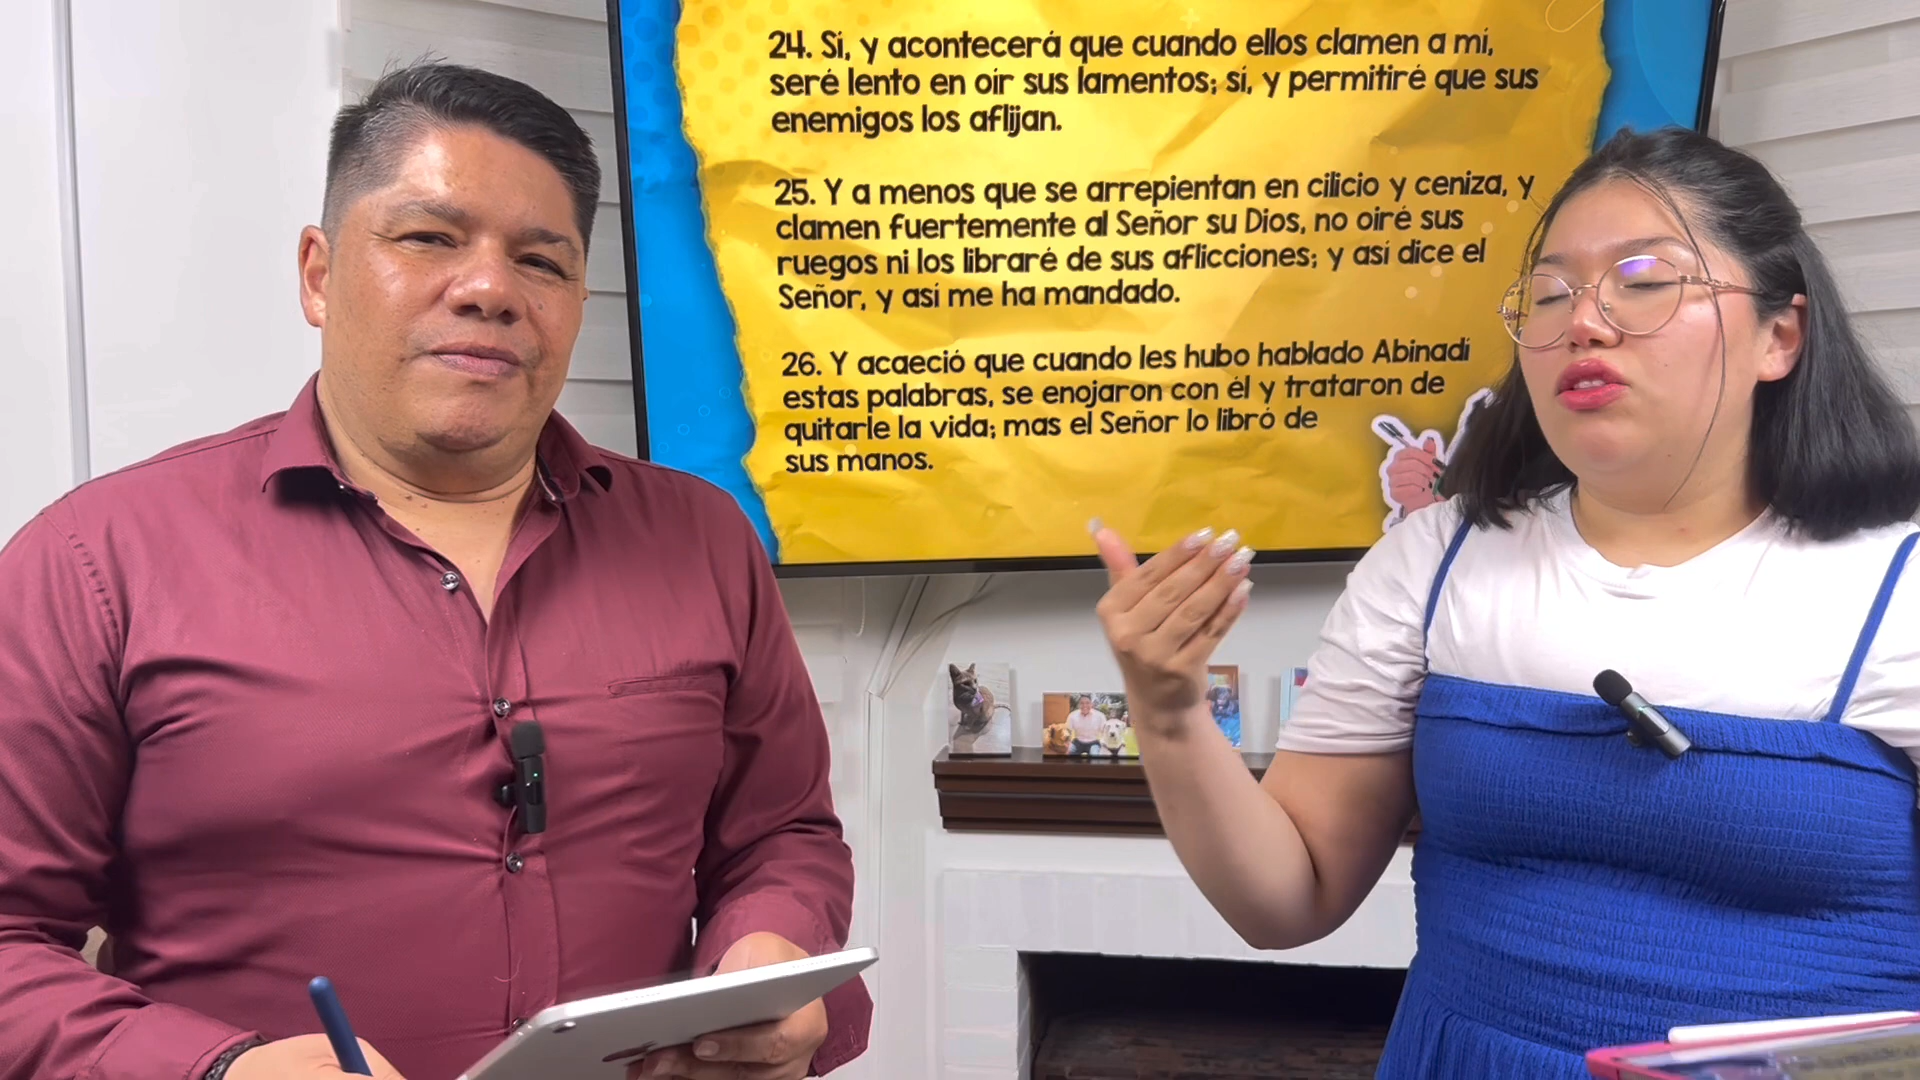 24. Sí, y acontecerá que cuando ellos clamen a mí,
seré lento en oír sus lamentos; sí, y permitiré que sus
enemigos los aflijan.
25. Y a menos que se arrepientan en cilicio y ceniza, y
clamen fuertemente al Señor su Dios, no oiré sus
ruegos ni los libraré de sus aflicciones; y así dice el
Señor, y así me ha mandado.
26. Y acaeció que cuando les hubo hablado Abinadí
estas palabras, se enojaron con él y trataron de
quitarle la vida; mas el Señor lo libró de
sus manos.